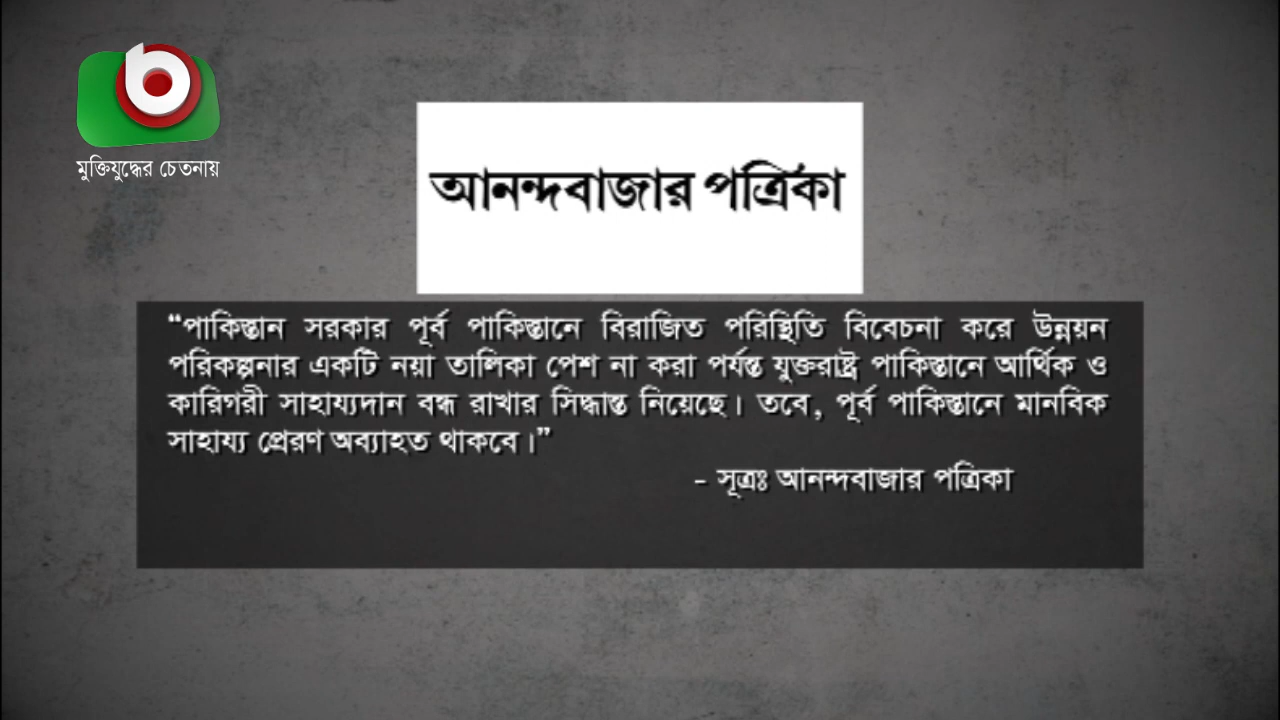 মুক্তিযুদ্ধের চেতনায়
আনন্দবাজার পত্রিকা
“পাকিস্তান সরকার পূর্ব পাকিস্তানে বিরাজিত পরিস্থিতি বিবেচনা করে উন্নয়ন
পরিকল্পনার একটি নয়া তালিকা পেশ না করা পর্যন্ত যুক্তরাষ্ট্র পাকিস্তানে আর্থিক ও
কারিগরী সাহায্যদান বন্ধ রাখার সিদ্ধান্ত নিয়েছে। তবে, পূর্ব পাকিস্তানে মানবিক
সাহায্য প্রেরণ অব্যাহত থাকবে।”
- সূত্রঃ আনন্দবাজার পত্রিকা